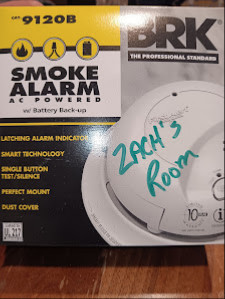 9120B
BRK
THE PROFESSIONAL STANDARD
SMOKE
ALARM
AC POWERED
w/ Battery Back-up
LATCHING ALARM INDICATOR
SMART TECHNOLOGY
SINGLE BUTTON
TEST/SILENCE
PERFECT MOUNT
DUST COVER
ZACH'S
Room
10